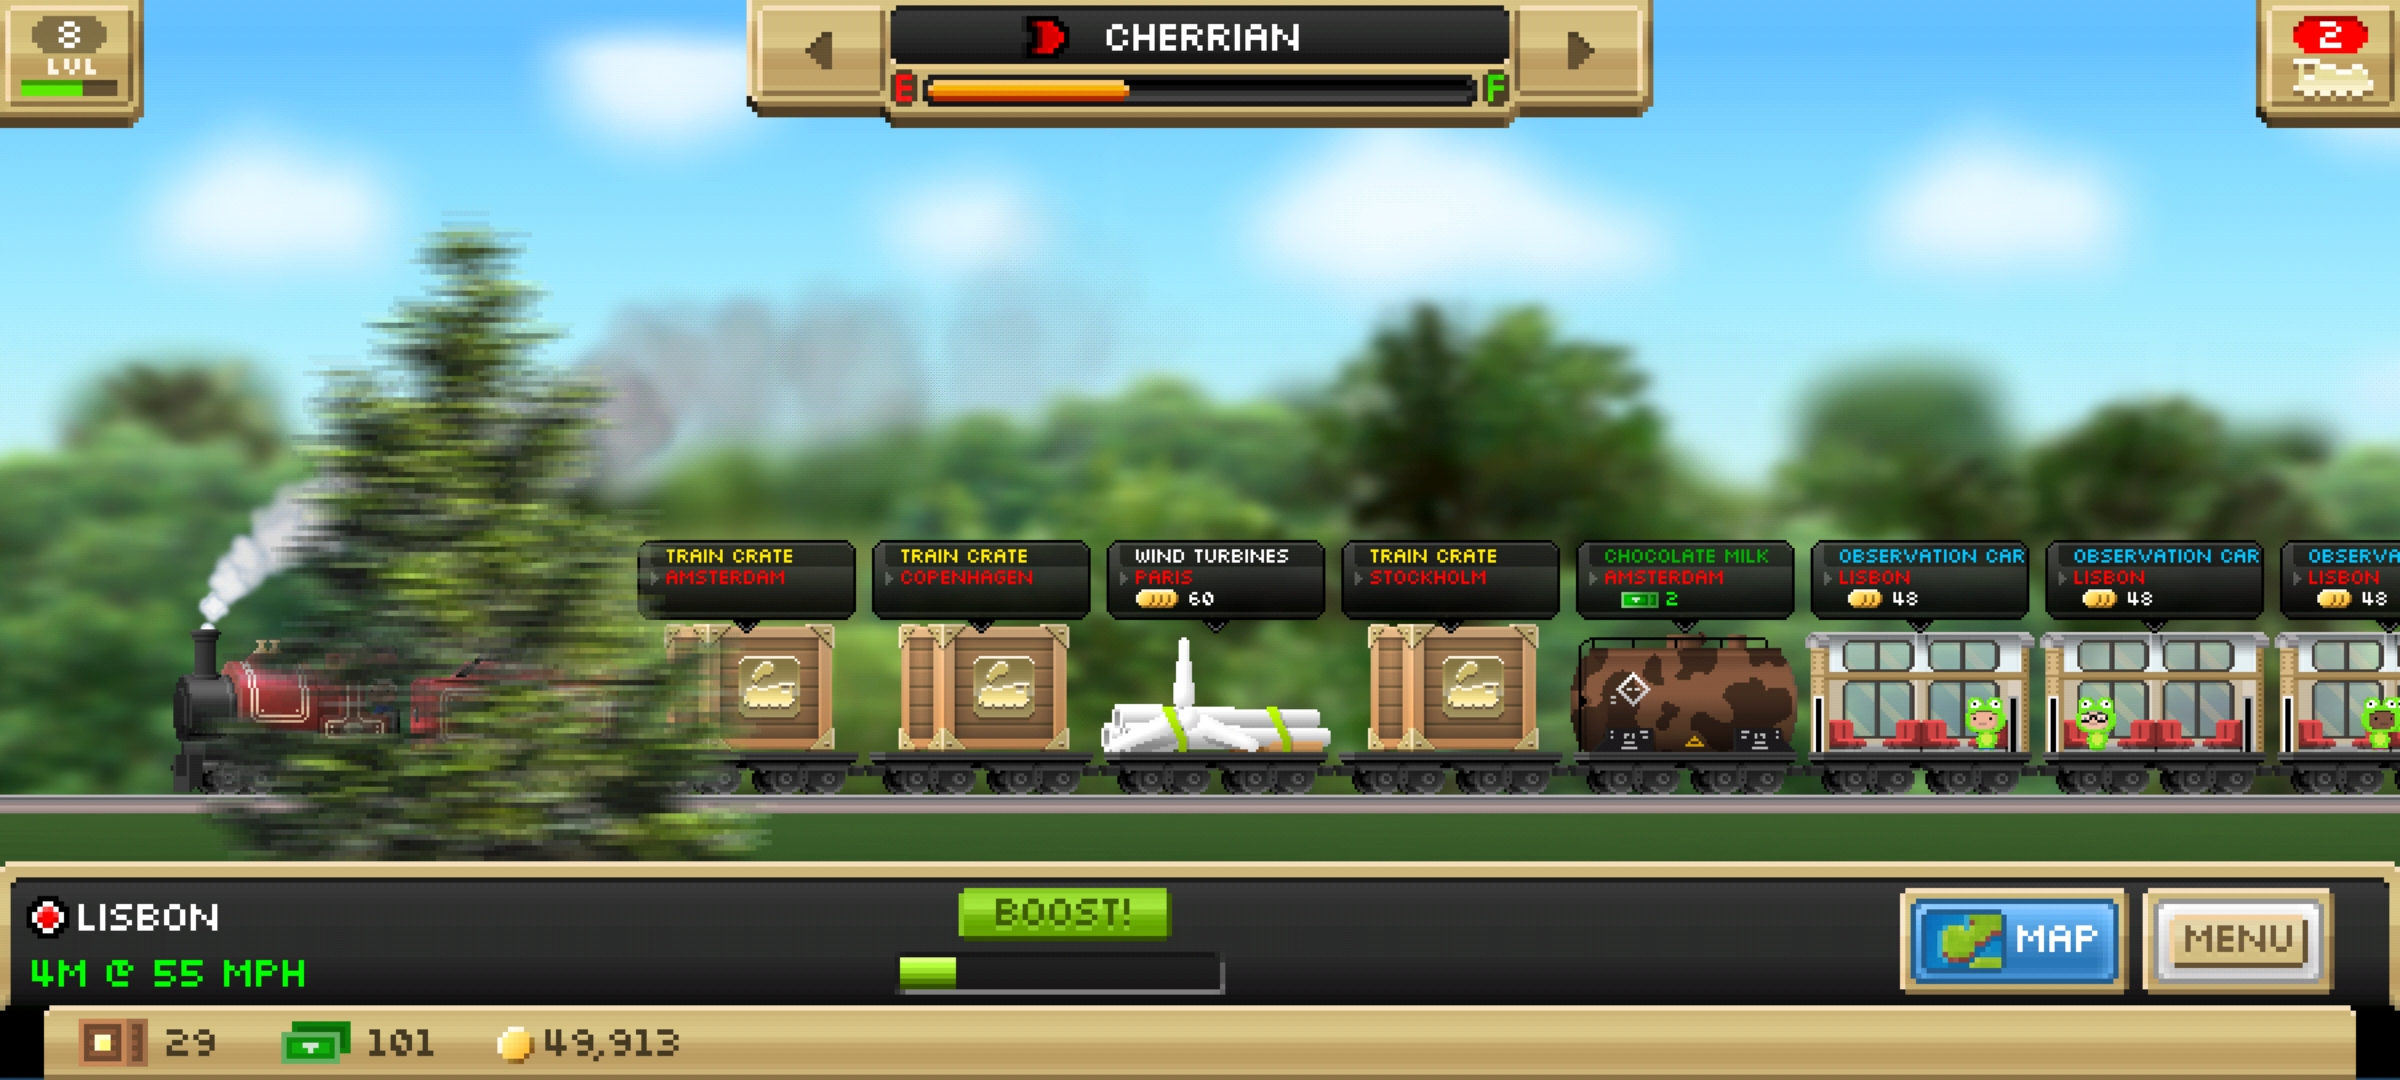 8
LVL
CHERRIAN
E F
2
TRAIN CRATE
AMSTERDAM
TRAIN CRATE
COPENHAGEN
WIND TURBINES
PARIS
60
TRAIN CRATE
STOCKHOLM
CHOCOLATE MILK
AMSTERDAM
2
OBSERVATION CAR
LISBON
48
OBSERVATION CAR
LISBON
48
OBSERVA
LISBON
48
LISBON
4M @ 55 MPH
BOOST!
MAP
MENU
29
101
49,913